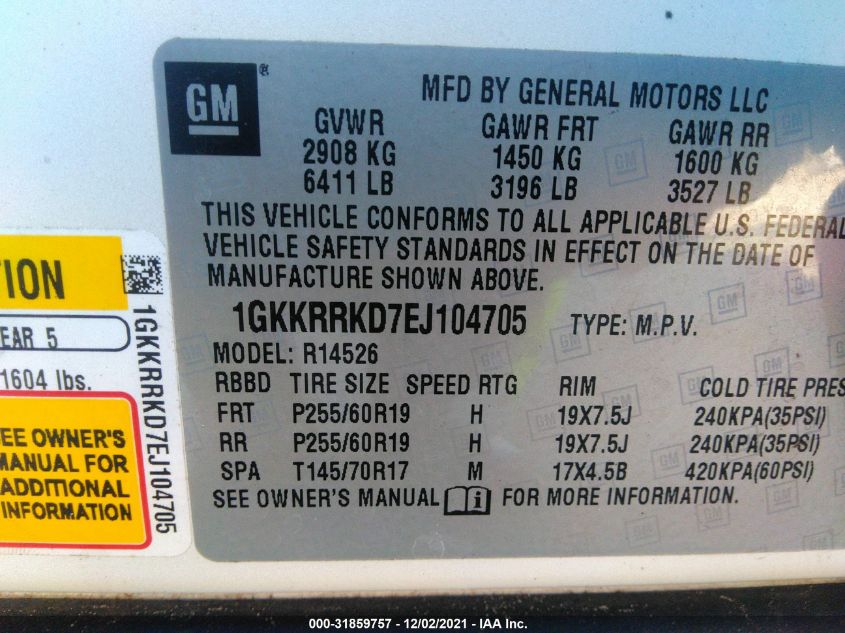 GM
®
MFD BY GENERAL MOTORS LLC
GVWR GAWR FRT GAWR RR
2908 KG 1450 KG 1600 KG
6411 LB 3196 LB 3527 LB
THIS VEHICLE CONFORMS TO ALL APPLICABLE U.S. FEDERAL
VEHICLE SAFETY STANDARDS IN EFFECT ON THE DATE OF
MANUFACTURE SHOWN ABOVE.
1GKKRRKD7EJ104705 TYPE: M.P.V.
MODEL: R14526
RBBD TIRE SIZE SPEED RTG RIM COLD TIRE PRES
FRT P255/60R19 H 19X7.5J 240KPA(35PSI)
RR P255/60R19 H 19X7.5J 240KPA(35PSI)
SPA T145/70R17 M 17X4.5B 420KPA(60PSI)
SEE OWNER'S MANUAL i FOR MORE INFORMATION.
TION
EAR 5
1604 lbs.
SEE OWNER'S
MANUAL FOR
ADDITIONAL
INFORMATION
1GKKRRKD7EJ104705
000-31859757 - 12/02/2021 - IAA Inc.